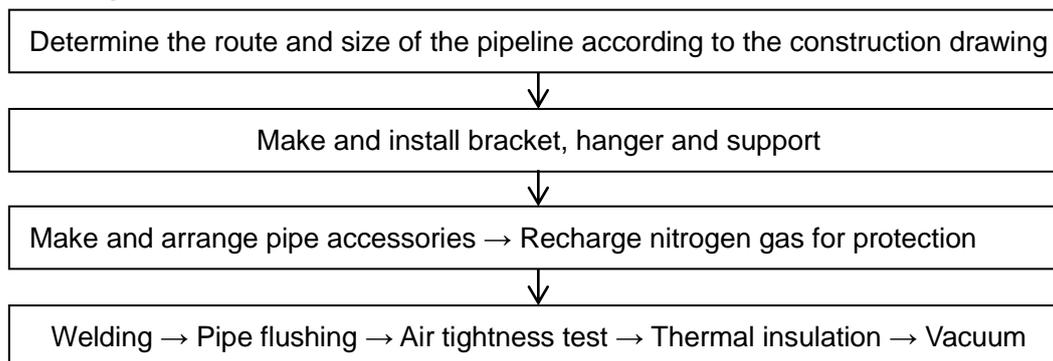 Determine the route and size of the pipeline according to the construction drawing
Make and install bracket, hanger and support
Make and arrange pipe accessories → Recharge nitrogen gas for protection
Welding → Pipe flushing → Air tightness test → Thermal insulation → Vacuum